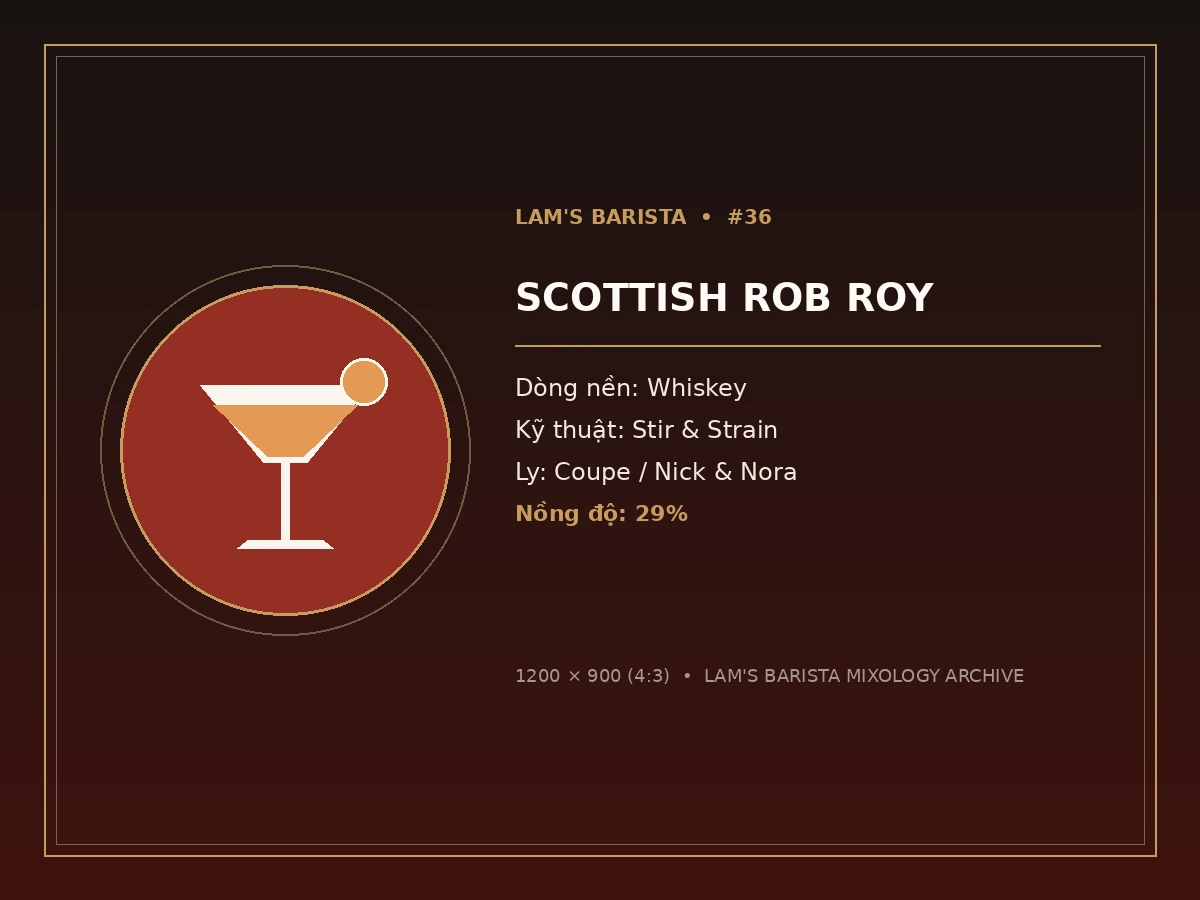 LAM'S BARISTA • #36
SCOTTISH ROB ROY
Dòng nền: Whiskey
Kỹ thuật: Stir & Strain
Ly: Coupe / Nick & Nora
Nồng độ: 29%
1200 × 900 (4:3) • LAM'S BARISTA MIXOLOGY ARCHIVE